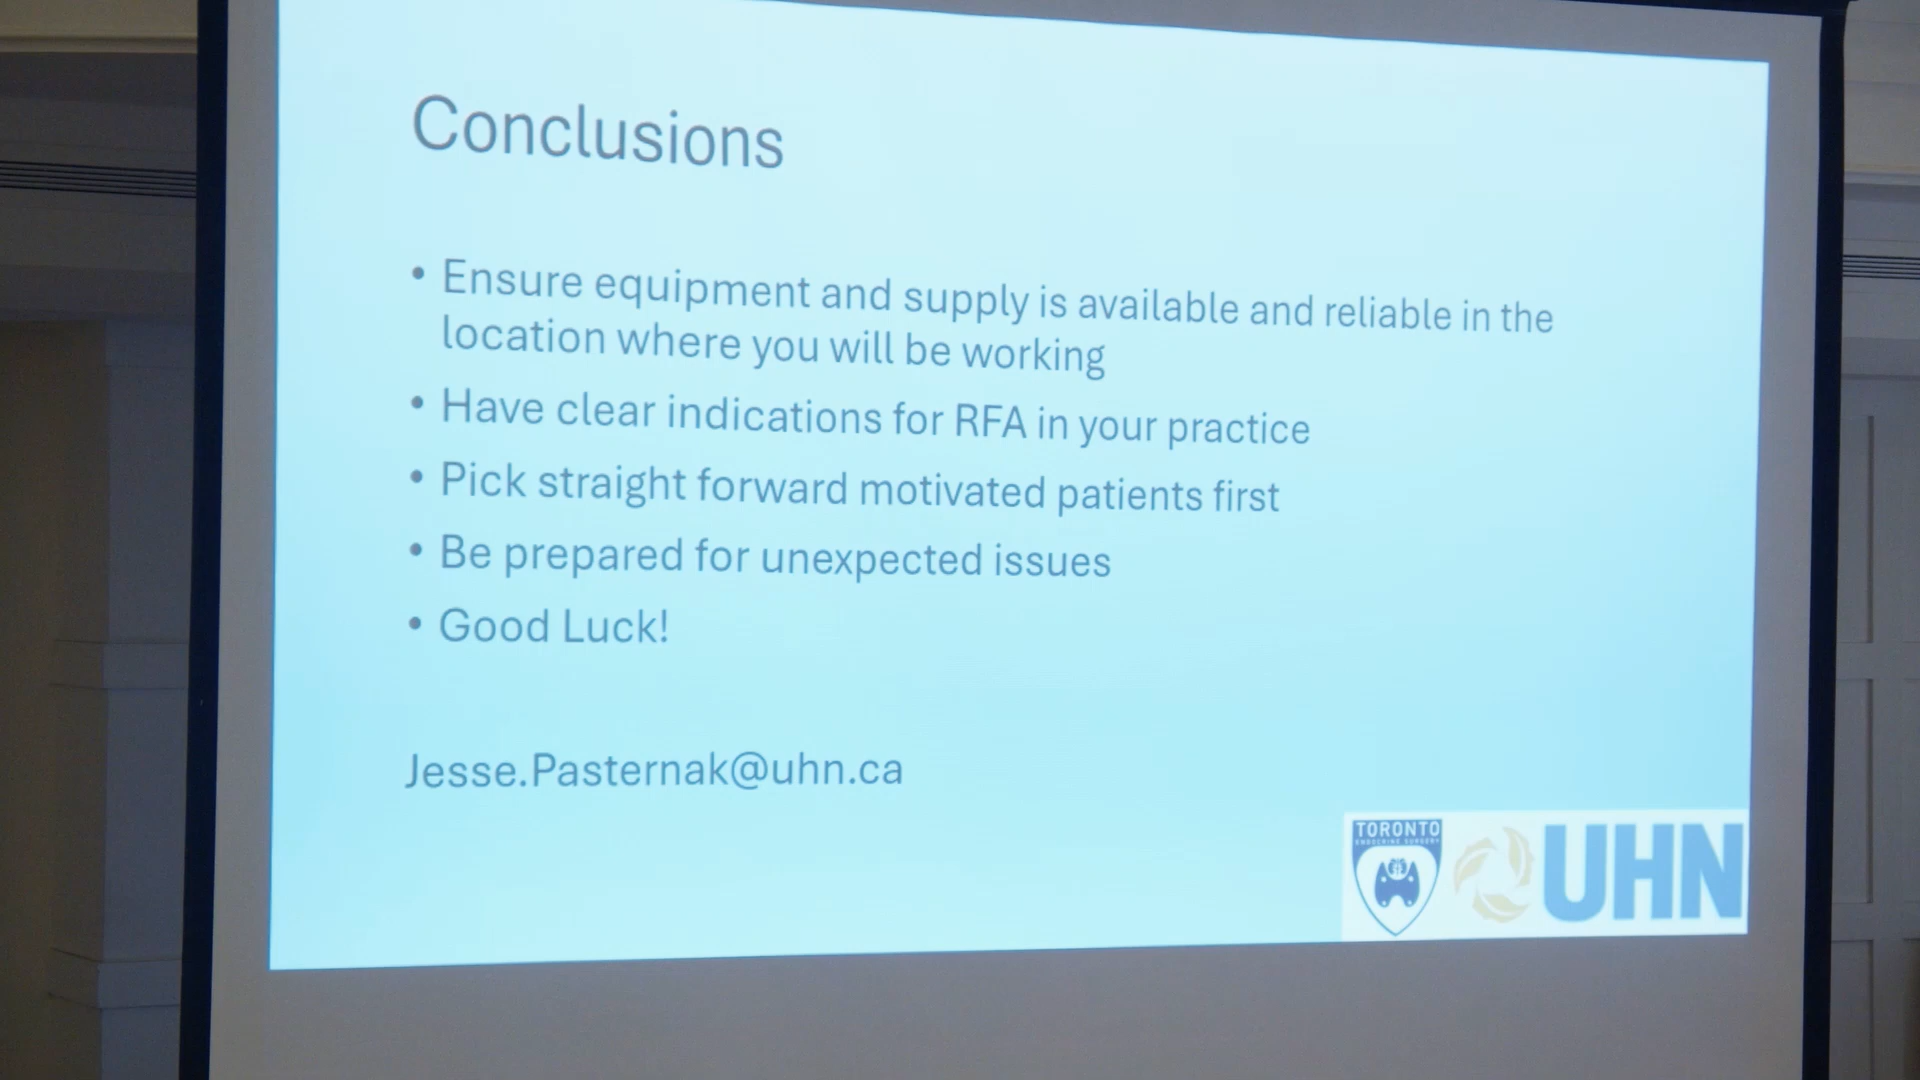 Conclusions
• Ensure equipment and supply is available and reliable in the
location where you will be working
• Have clear indications for RFA in your practice
• Pick straight forward motivated patients first
• Be prepared for unexpected issues
• Good Luck!
Jesse.Pasternak@uhn.ca
TORONTO
ENDOCRINE SURGERY
UHN